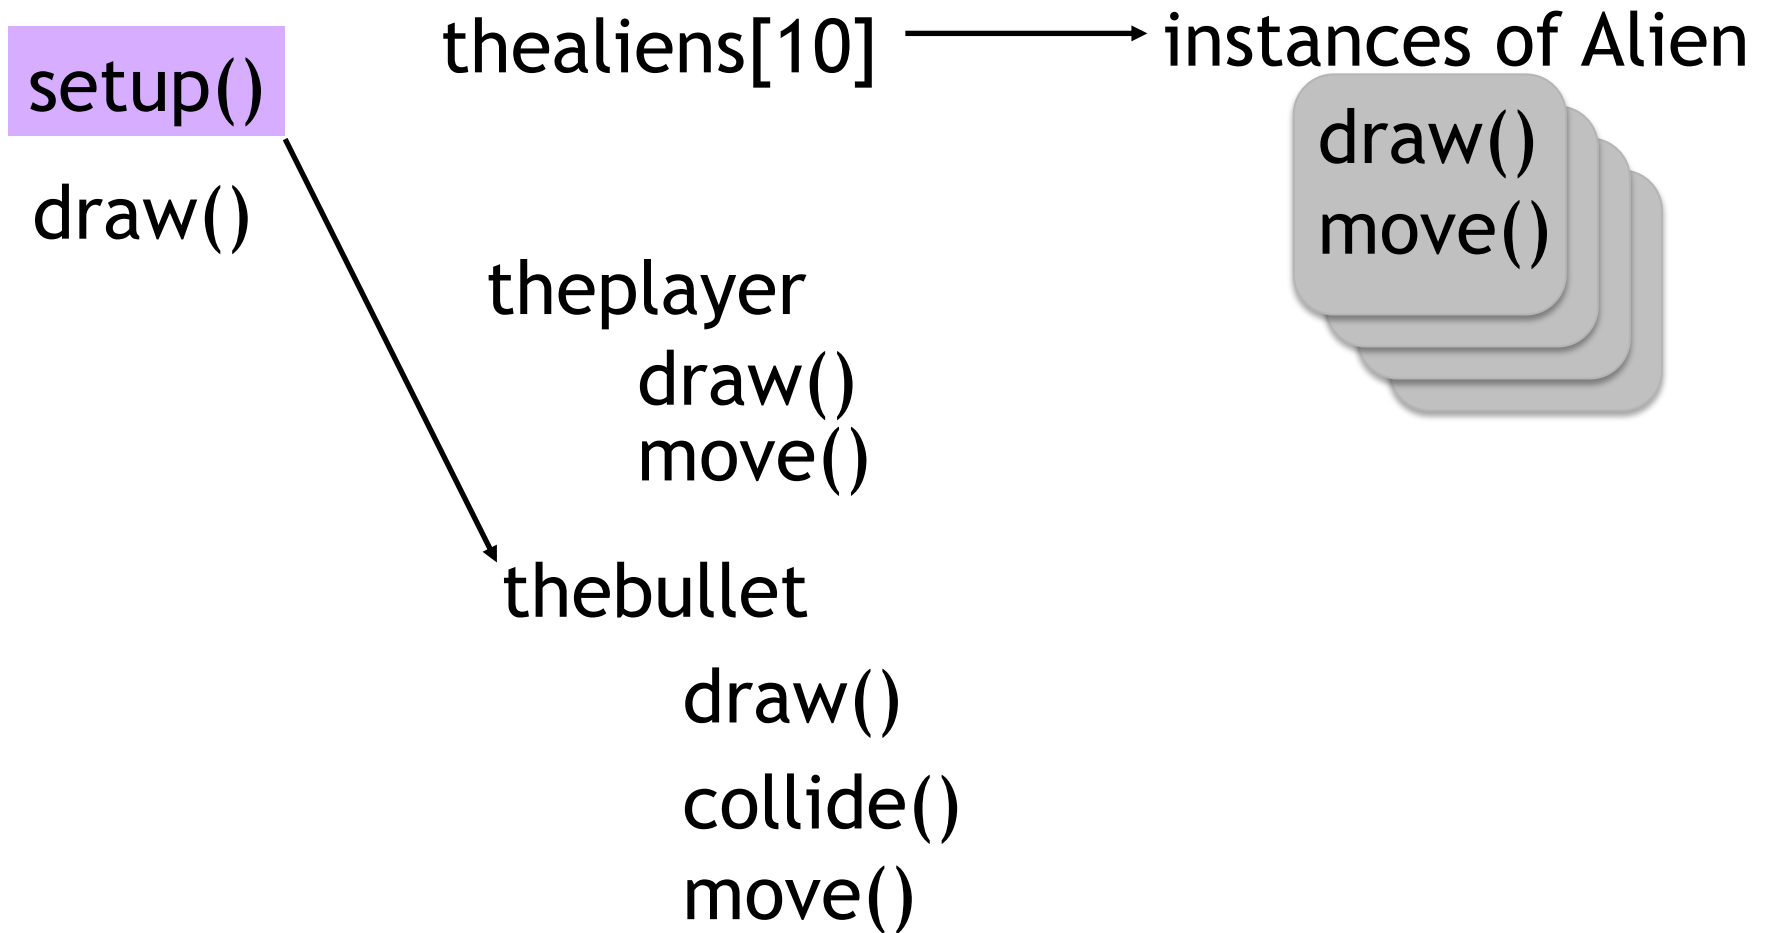 setup()
draw()
thealiens[10]
instances of Alien
draw()
move()
theplayer
draw()
move()
thebullet
draw()
collide()
move()